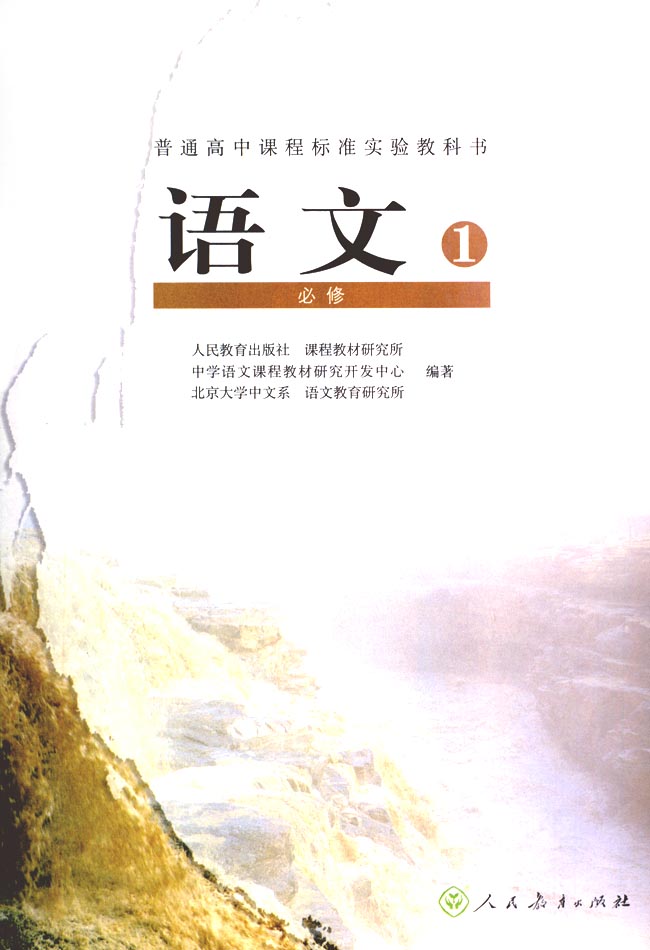 普通高中课程标准实验教科书
语文 1
必修
人民教育出版社 课程教材研究所
中学语文课程教材研究开发中心 编著
北京大学中文系 语文教育研究所
人民教育出版社